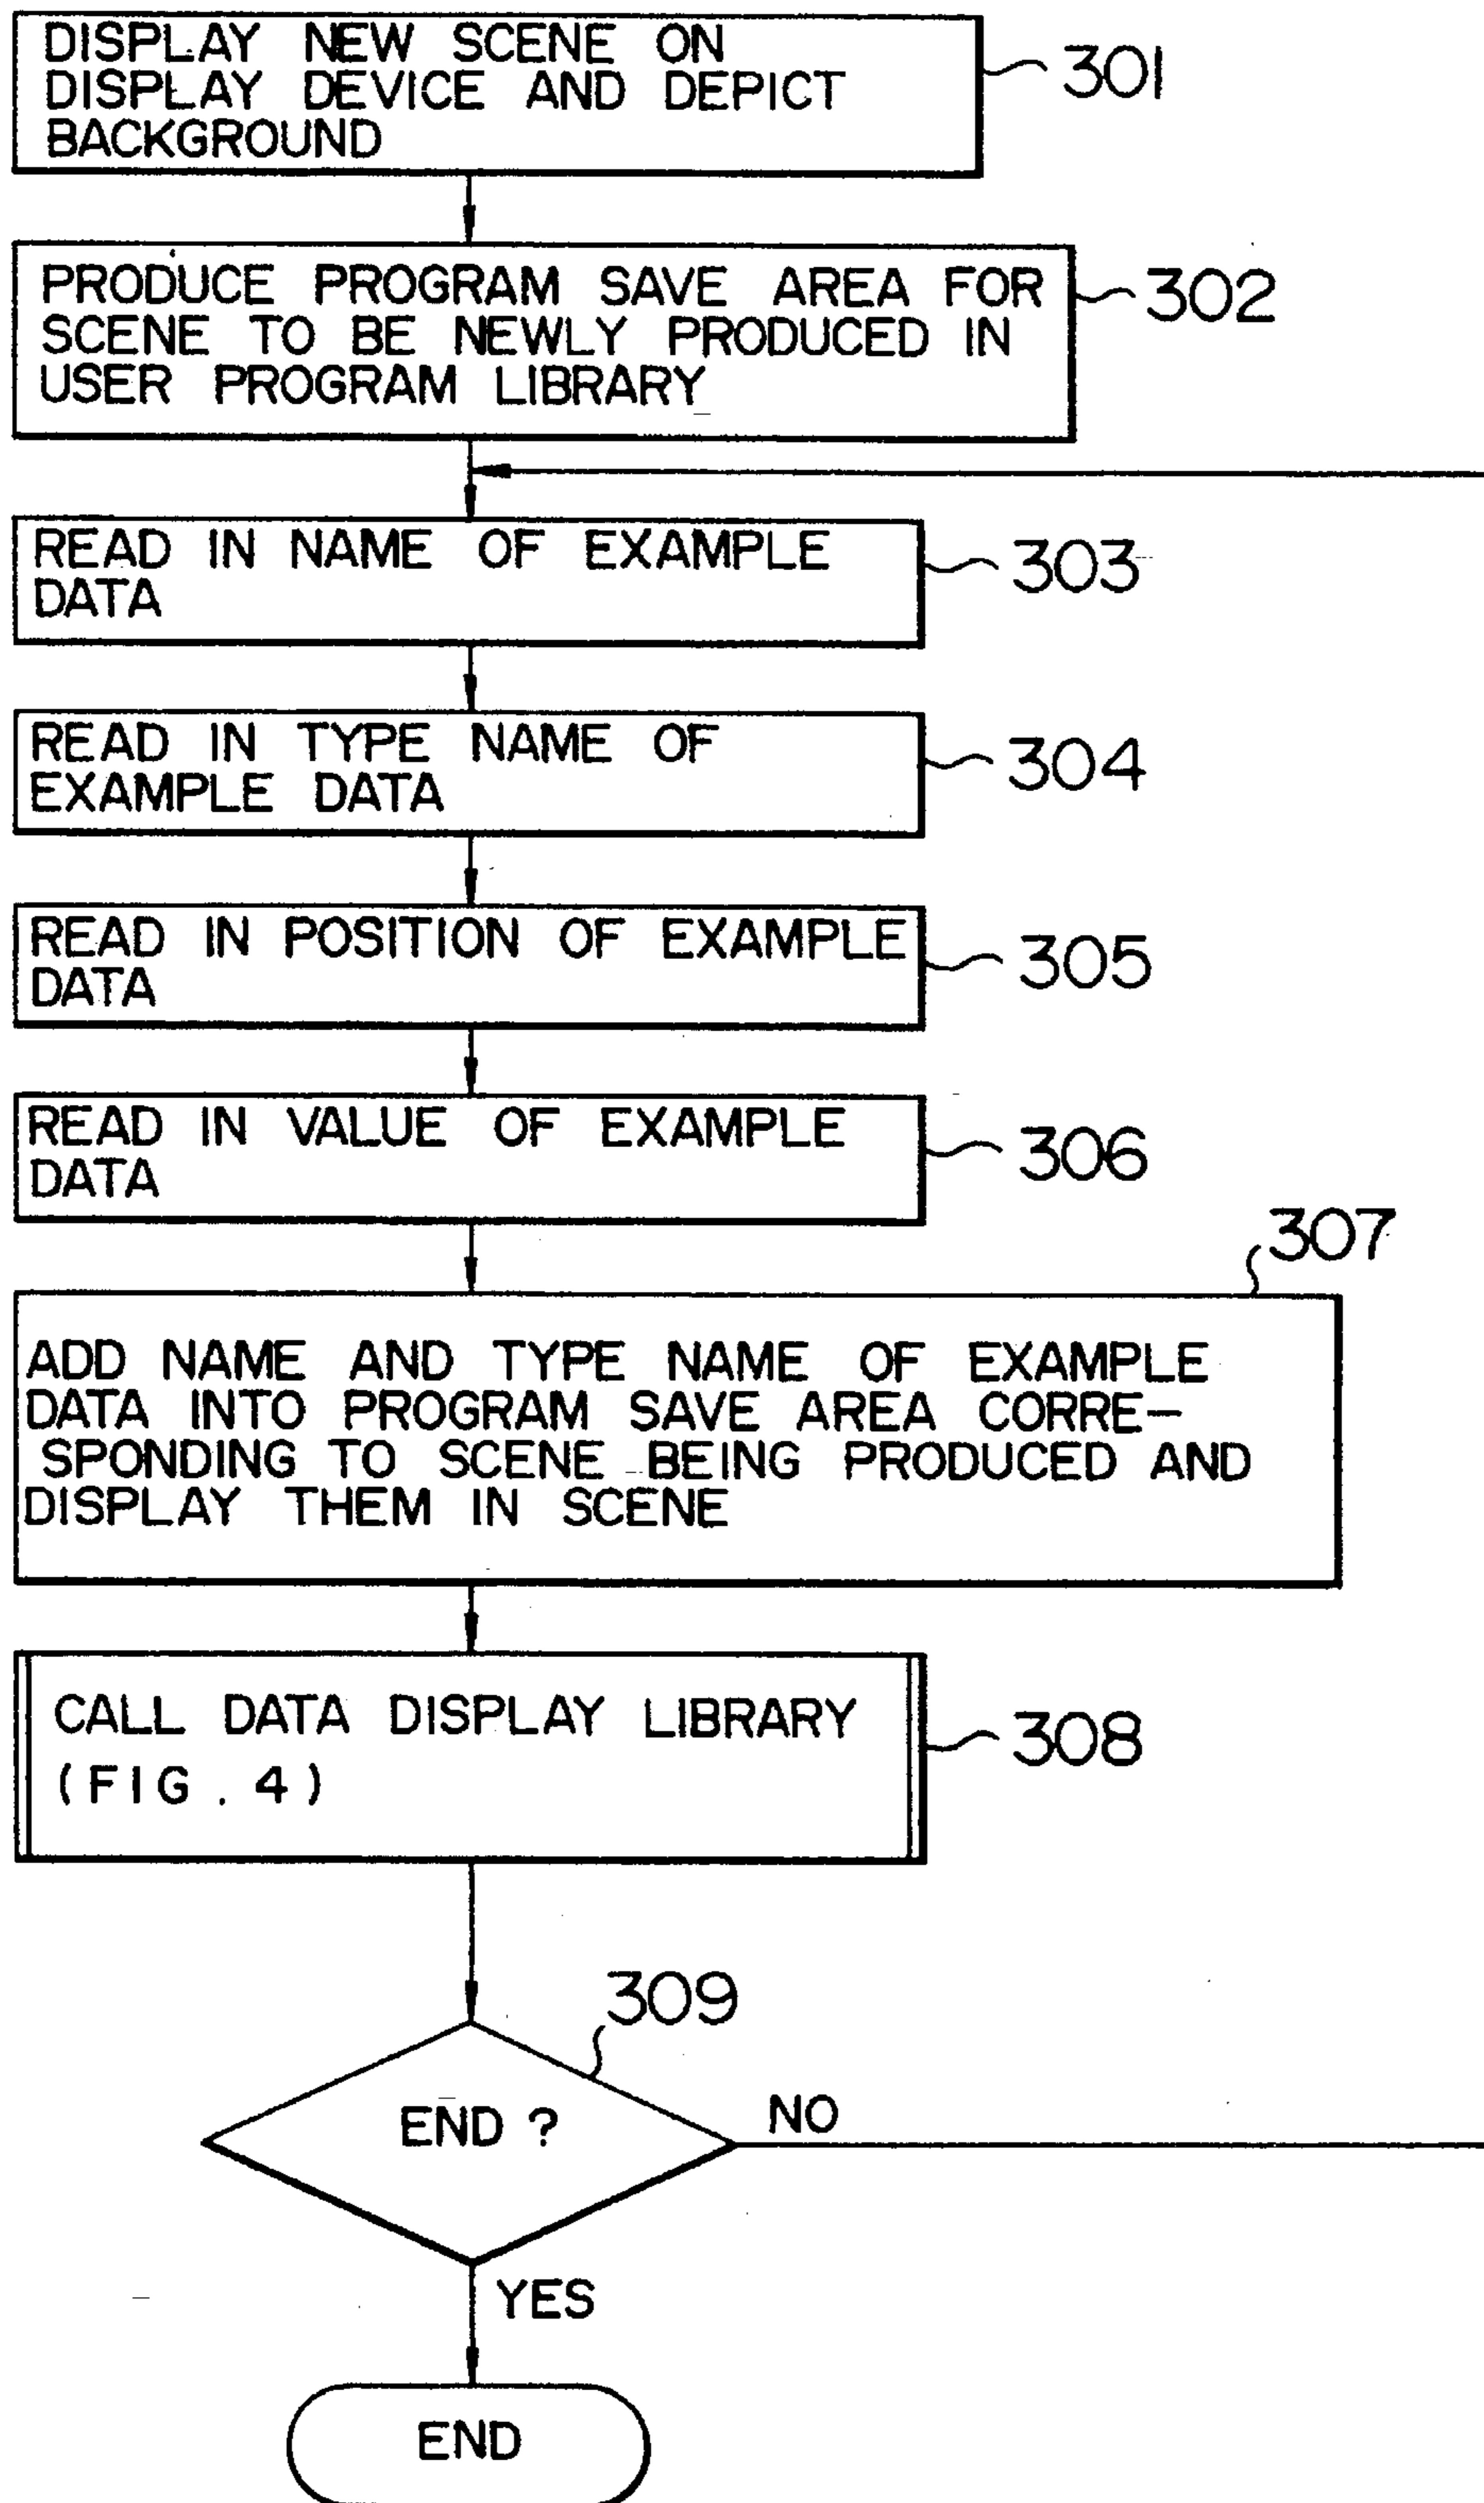 DISPLAY NEW SCENE ON
DISPLAY DEVICE AND DEPICT
BACKGROUND
301
PRODUCE PROGRAM SAVE AREA FOR
SCENE TO BE NEWLY PRODUCED IN
USER PROGRAM LIBRARY
302
READ IN NAME OF EXAMPLE
DATA
303
READ IN TYPE NAME OF
EXAMPLE DATA
304
READ IN POSITION OF EXAMPLE
DATA
305
READ IN VALUE OF EXAMPLE
DATA
306
307
ADD NAME AND TYPE NAME OF EXAMPLE
DATA INTO PROGRAM SAVE AREA CORRE-
SPONDING TO SCENE BEING PRODUCED AND
DISPLAY THEM IN SCENE
CALL DATA DISPLAY LIBRARY
(FIG. 4)
308
309
END ?
NO
YES
END